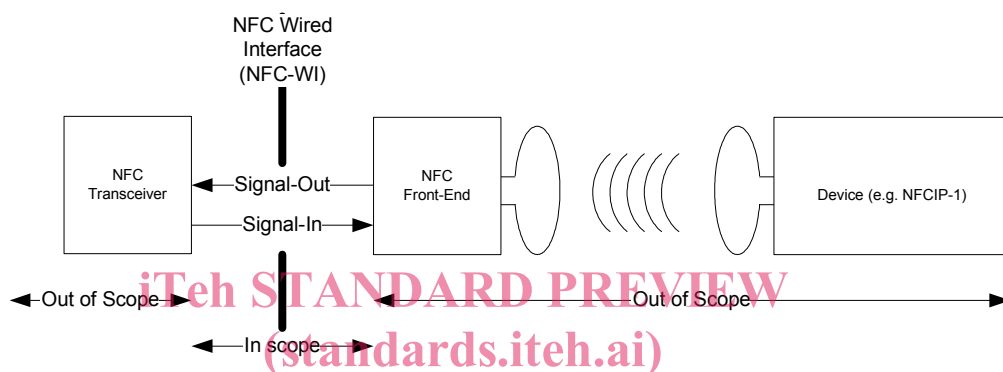 NFC Wired
Interface
(NFC-WI)
NFC
Transceiver
Signal-Out
Signal-In
NFC
Front-End
Device (e.g. NFCIP-1)
iTeh STANDARD PREVIEW
Out of Scope
Out of Scope
In scope
(standards.iteh.ai)